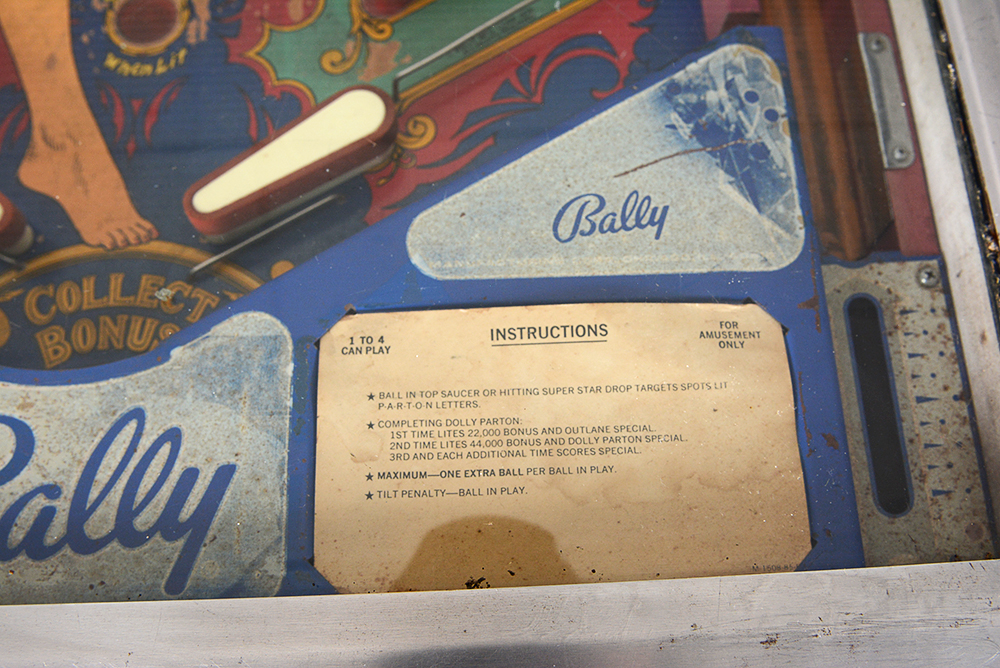 When Lit
Bally
COLLECT
BONUS
Bally
1 TO 4
CAN PLAY
INSTRUCTIONS
FOR
AMUSEMENT
ONLY
★ BALL IN TOP SAUCER OR HITTING SUPER STAR DROP TARGETS SPOTS LIT
P-A-R-T-O-N LETTERS.
★ COMPLETING DOLLY PARTON:
1ST TIME LITES 22,000 BONUS AND OUTLANE SPECIAL.
2ND TIME LITES 44,000 BONUS AND DOLLY PARTON SPECIAL.
3RD AND EACH ADDITIONAL TIME SCORES SPECIAL.
★ MAXIMUM—ONE EXTRA BALL PER BALL IN PLAY.
★ TILT PENALTY—BALL IN PLAY.